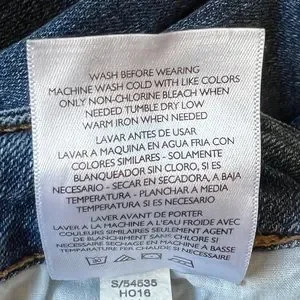 WASH BEFORE WEARING
MACHINE WASH COLD WITH LIKE COLORS
ONLY NON-CHLORINE BLEACH WHEN
NEEDED TUMBLE DRY LOW
WARM IRON WHEN NEEDED
LAVAR ANTES DE USAR
LAVAR A MAQUINA EN AGUA FRIA CON
COLORES SIMILARES - SOLAMENTE
BLANQUEADOR SIN CLORO, SI ES
NECESARIO - SECAR EN SECADORA, A BAJA
TEMPERATURA - PLANCHAR A MEDIA
TEMPERATURA SI ES NECESARIO
LAVER AVANT DE PORTER
LAVER A LA MACHINE A L'EAU FROIDE AVEC
COULEURS SIMILAIRES SEULEMENT AGENT
DE BLANCHIMENT SANS CHLORE SI
NECESSAIRE SECHAGE EN MACHINE A BASSE
TEMPARATURE FER CHAUDE SI NECESSAIRE
S/54535
HO16